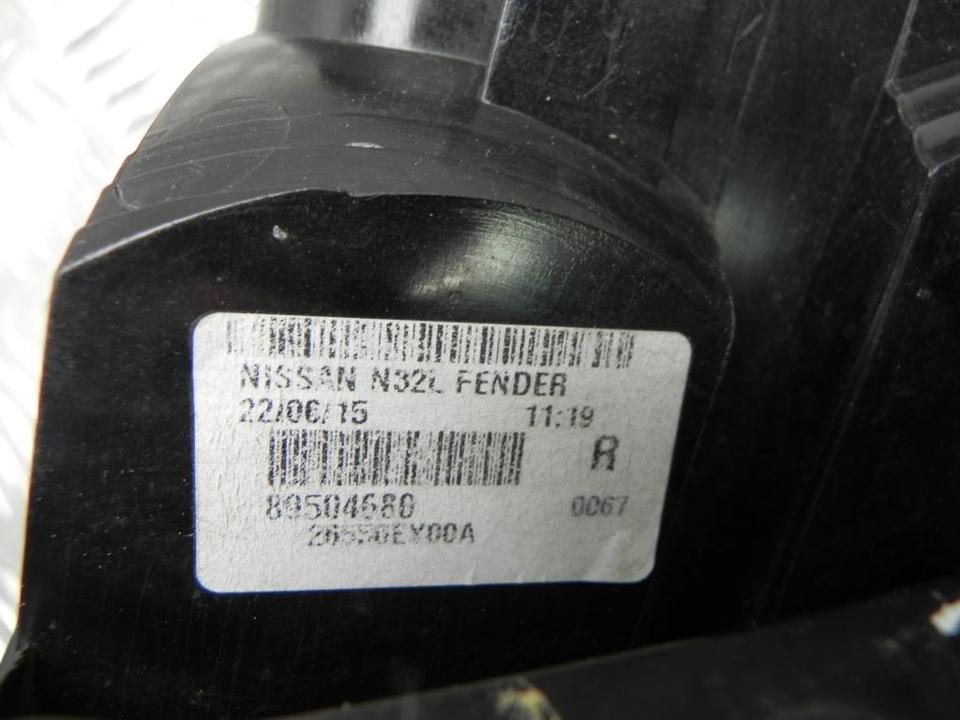 NISSAN N32L FENDER
22/06/15 11:19
R
89504680 0067
26550EY00A